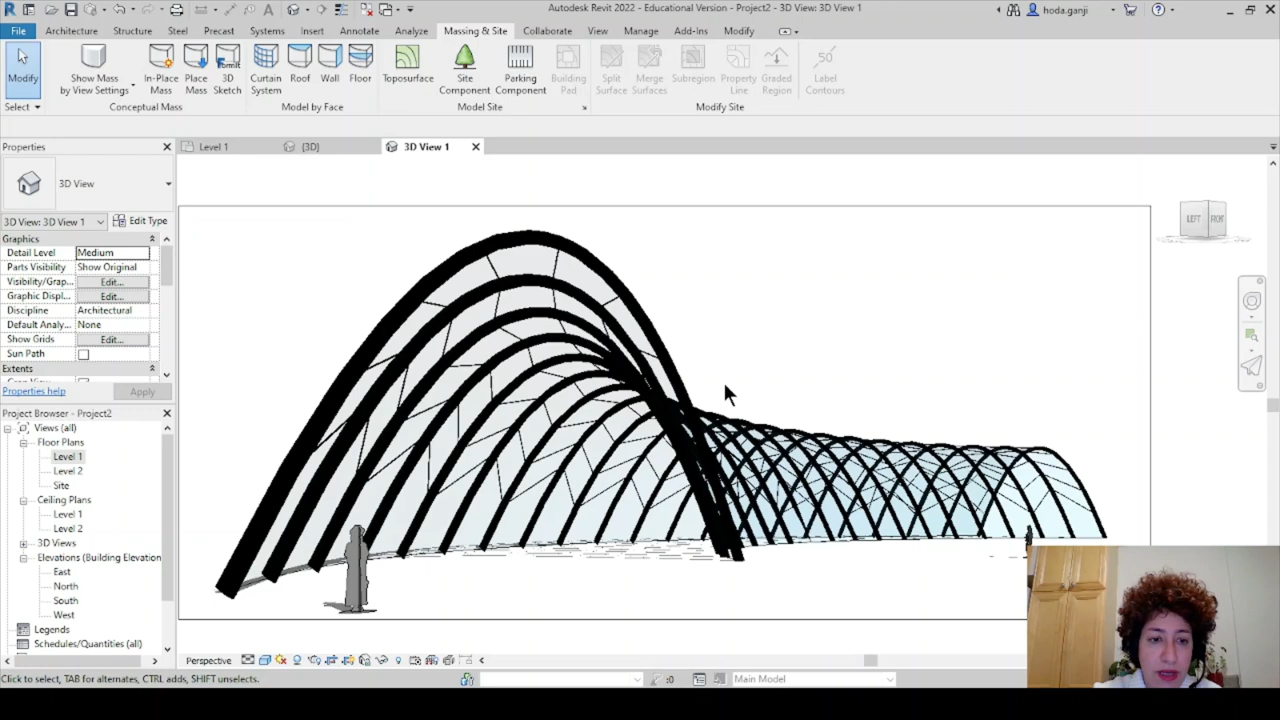 Autodesk Revit 2022 - Educational Version - Project2 - 3D View: 3D View 1
hoda.ganji
File Architecture Structure Steel Precast Systems Insert Annotate Analyze Massing & Site Collaborate View Manage Add-Ins Modify
Modify
Show Mass
by View Settings
In-Place
Mass
Place
Mass
3D
Sketch
Curtain
System
Roof
Wall
Floor
Toposurface
Site
Component
Parking
Component
Building
Pad
Split
Surface
Merge
Surfaces
Subregion
Property
Line
Graded
Region
50
Label
Contours
Select
Conceptual Mass
Model by Face
Model Site
Modify Site
Properties
Level 1
{3D}
3D View 1
3D View
3D View: 3D View 1
Edit Type
Graphics
Detail Level Medium
Parts Visibility Show Original
Visibility/Grap... Edit...
Graphic Displ... Edit...
Discipline Architectural
Default Analy... None
Show Grids Edit...
Sun Path
Extents
Properties help
Apply
LEFT
Project Browser - Project2
Views (all)
Floor Plans
Level 1
Level 2
Site
Ceiling Plans
Level 1
Level 2
3D Views
Elevations (Building Elevation
East
North
South
West
Legends
Schedules/Quantities (all)
Perspective
Click to select, TAB for alternates, CTRL adds, SHIFT unselects.
:0
Main Model